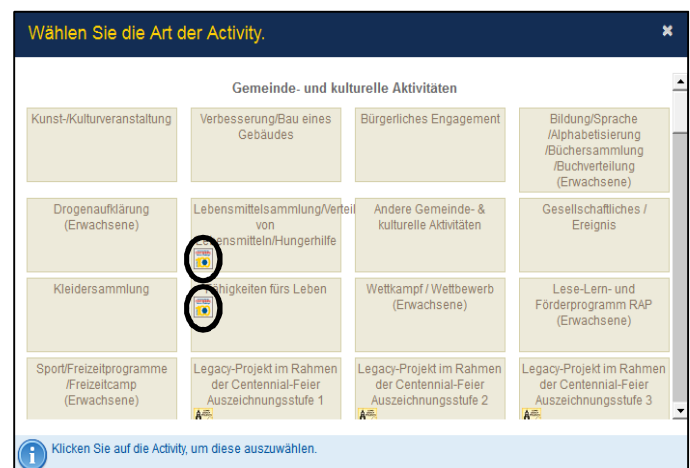 Wählen Sie die Art der Activity.
Gemeinde- und kulturelle Aktivitäten
Kunst-/Kulturveranstaltung
Verbesserung/Bau eines
Gebäudes
Bürgerliches Engagement
Bildung/Sprache
/Alphabetisierung
/Büchersammlung
/Buchverteilung
(Erwachsene)
Drogenaufklärung
(Erwachsene)
Lebensmittelsammlung/Verteil
von
Lebensmitteln/Hungerhilfe
Andere Gemeinde- &
kulturelle Aktivitäten
Gesellschaftliches /
Ereignis
Kleidersammlung
Fähigkeiten fürs Leben
Wettkampf / Wettbewerb
(Erwachsene)
Lese-Lern- und
Förderprogramm RAP
(Erwachsene)
Sport/Freizeitprogramme
/Freizeitcamp
(Erwachsene)
Legacy-Projekt im Rahmen
der Centennial-Feier
Auszeichnungsstufe 1
Legacy-Projekt im Rahmen
der Centennial-Feier
Auszeichnungsstufe 2
Legacy-Projekt im Rahmen
der Centennial-Feier
Auszeichnungsstufe 3
Klicken Sie auf die Activity, um diese auszuwählen.